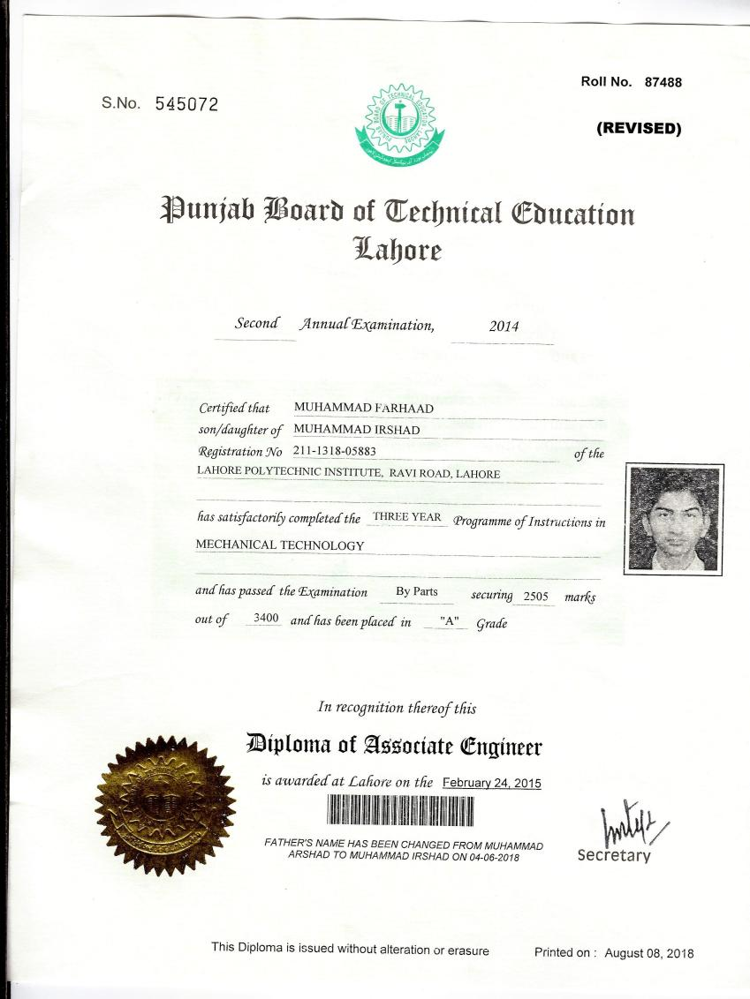 S.No. 545072
Roll No. 87488
(REVISED)
PUNJAB BOARD OF TECHNICAL EDUCATION LAHORE
Punjab Board of Technical Education
Lahore
Second Annual Examination, 2014
Certified that MUHAMMAD FARHAAD
son/daughter of MUHAMMAD IRSHAD
Registration No 211-1318-05883 of the
LAHORE POLYTECHNIC INSTITUTE, RAVI ROAD, LAHORE
has satisfactorily completed the THREE YEAR Programme of Instructions in
MECHANICAL TECHNOLOGY
and has passed the Examination By Parts securing 2505 marks
out of 3400 and has been placed in "A" Grade
In recognition thereof this
Diploma of Associate Engineer
is awarded at Lahore on the February 24, 2015
FATHER'S NAME HAS BEEN CHANGED FROM MUHAMMAD
ARSHAD TO MUHAMMAD IRSHAD ON 04-06-2018
Secretary
This Diploma is issued without alteration or erasure
Printed on : August 08, 2018